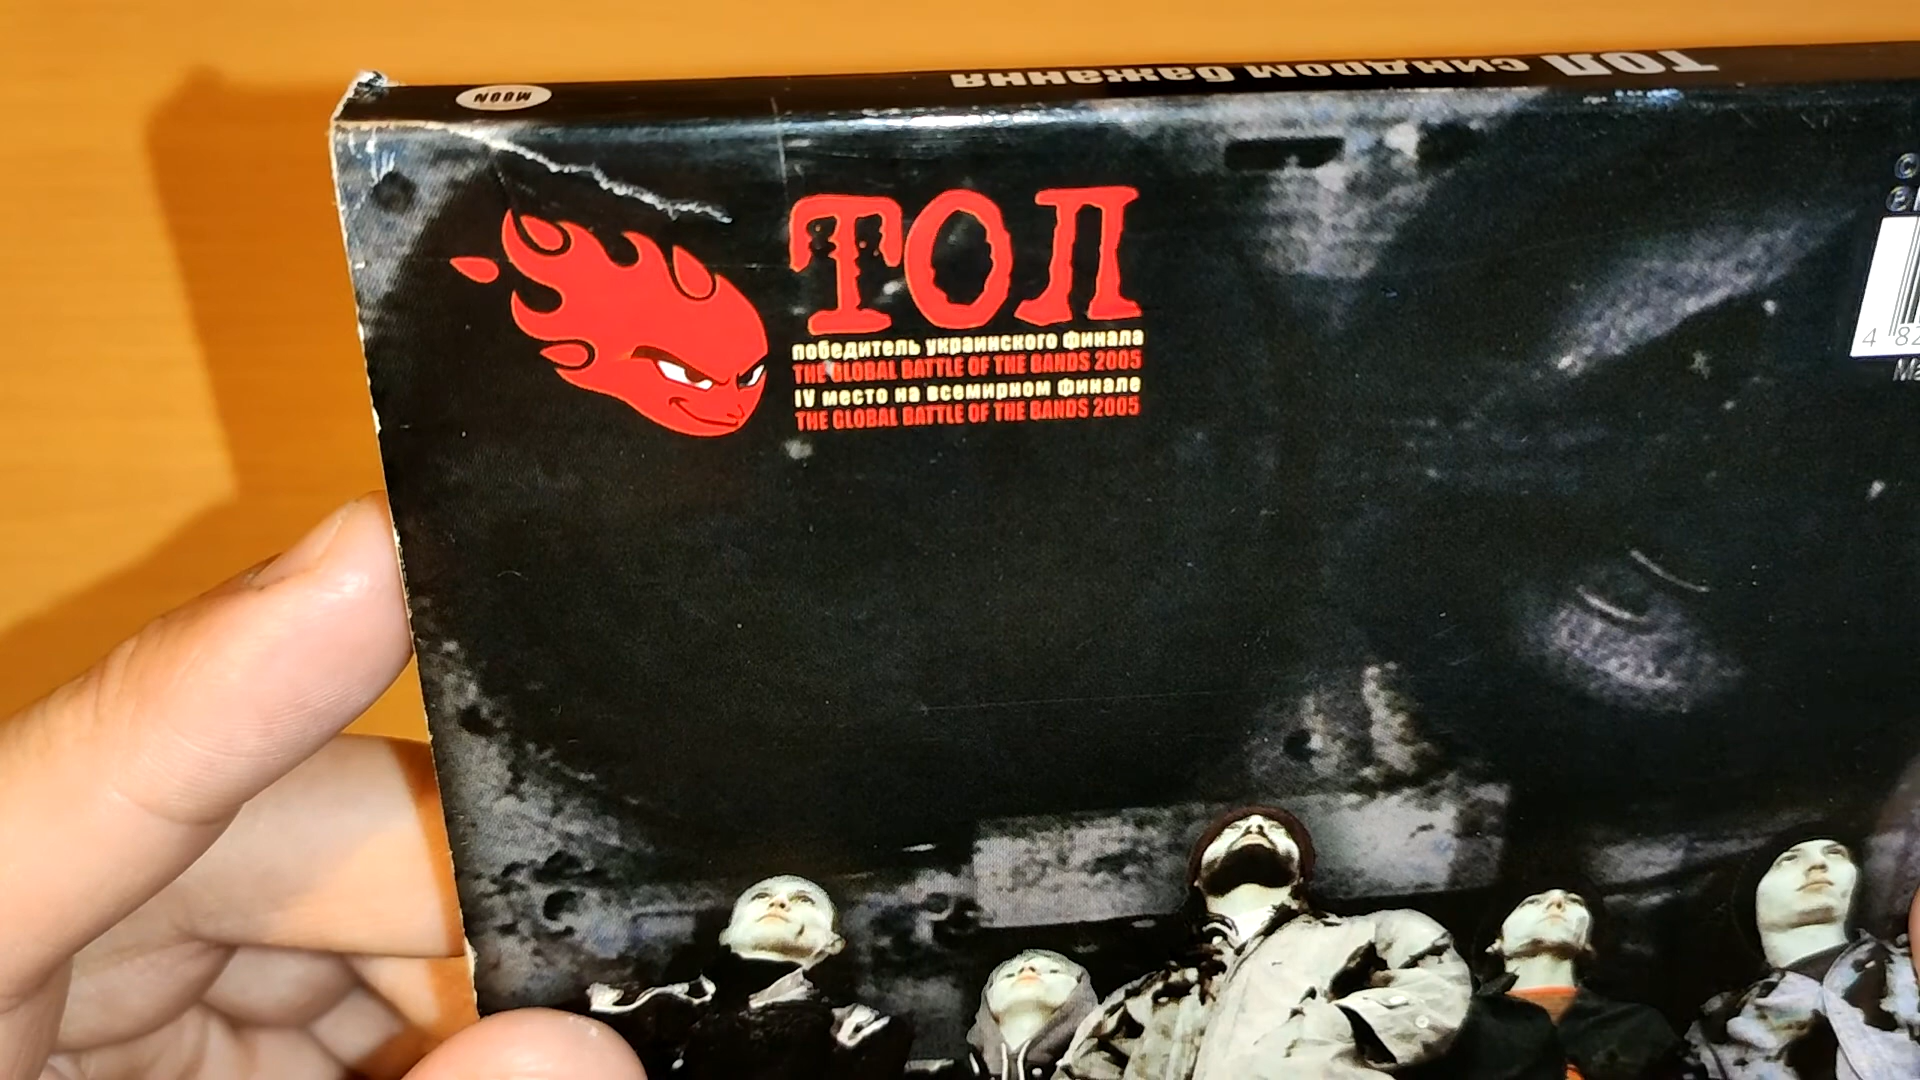 ТОЛ синдром бажання
MOON
ТОЛ
победитель украинского финала
THE GLOBAL BATTLE OF THE BANDS 2005
IV место на всемирном финале
THE GLOBAL BATTLE OF THE BANDS 2005